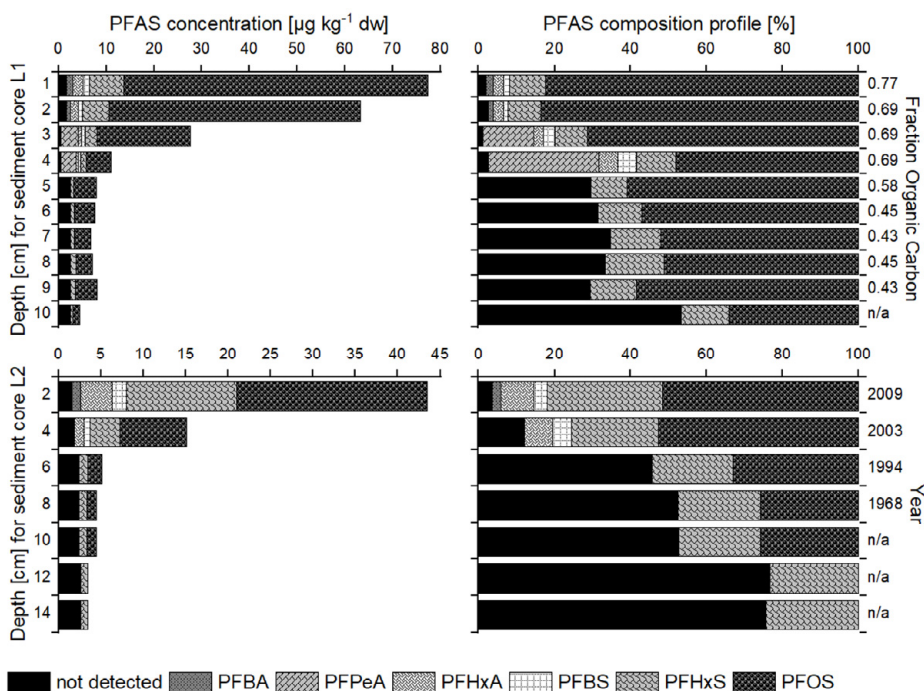 PFAS concentration [µg kg⁻¹ dw]
PFAS composition profile [%]
0 10 20 30 40 50 60 70 80
0 20 40 60 80 100
Depth [cm] for sediment core L1
1
2
3
4
5
6
7
8
9
10
0.77
0.69
0.69
0.69
0.58
0.45
0.43
0.45
0.43
n/a
Fraction Organic Carbon
0 5 10 15 20 25 30 35 40 45
0 20 40 60 80 100
Depth [cm] for sediment core L2
2
4
6
8
10
12
14
2009
2003
1994
1968
n/a
n/a
n/a
Year
not detected PFBA PFPeA PFHxA PFBS PFHxS PFOS